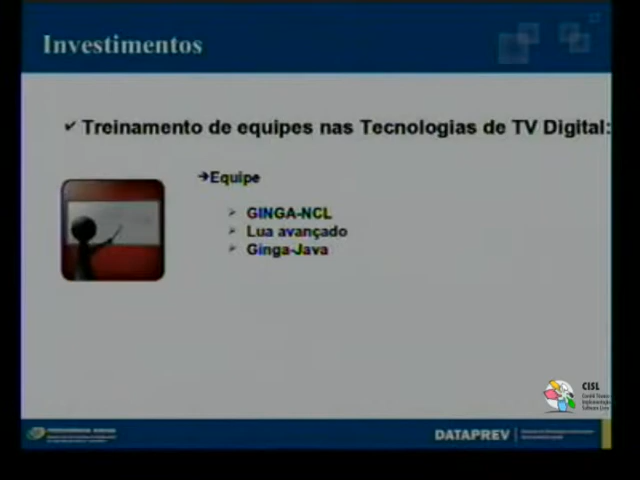 Investimentos
✔ Treinamento de equipes nas Tecnologias de TV Digital:
➔Equipe
➢ GINGA-NCL
➢ Lua avançado
➢ Ginga-Java
CISL
DATAPREV